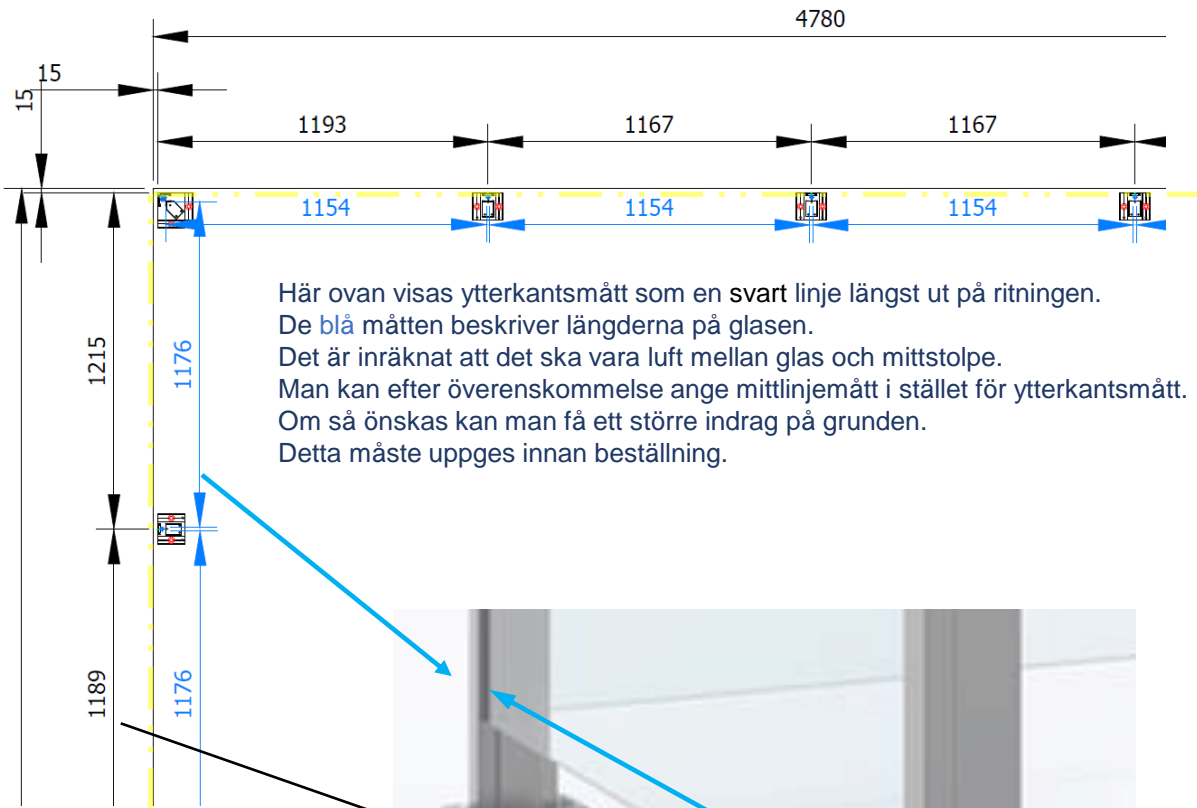 4780
15
15
1193 1167 1167
1154 1154 1154
Här ovan visas ytterkantsmått som en svart linje längst ut på ritningen.
De blå måtten beskriver längderna på glasen.
Det är inräknat att det ska vara luft mellan glas och mittstolpe.
Man kan efter överenskommelse ange mittlinjemått i stället för ytterkantsmått.
Om så önskas kan man få ett större indrag på grunden.
Detta måste uppges innan beställning.
1215 1176
1189 1176